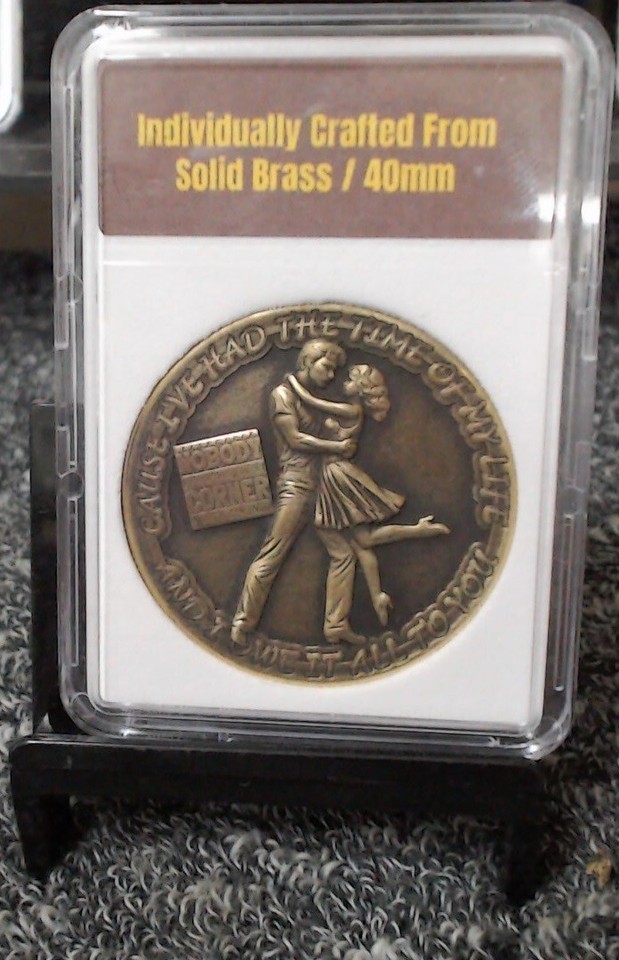 Individually Crafted From
Solid Brass / 40mm
CAUSE I'VE HAD THE TIME OF MY LIFE
NOBODY
CORNER
AND I OWE IT ALL TO YOU